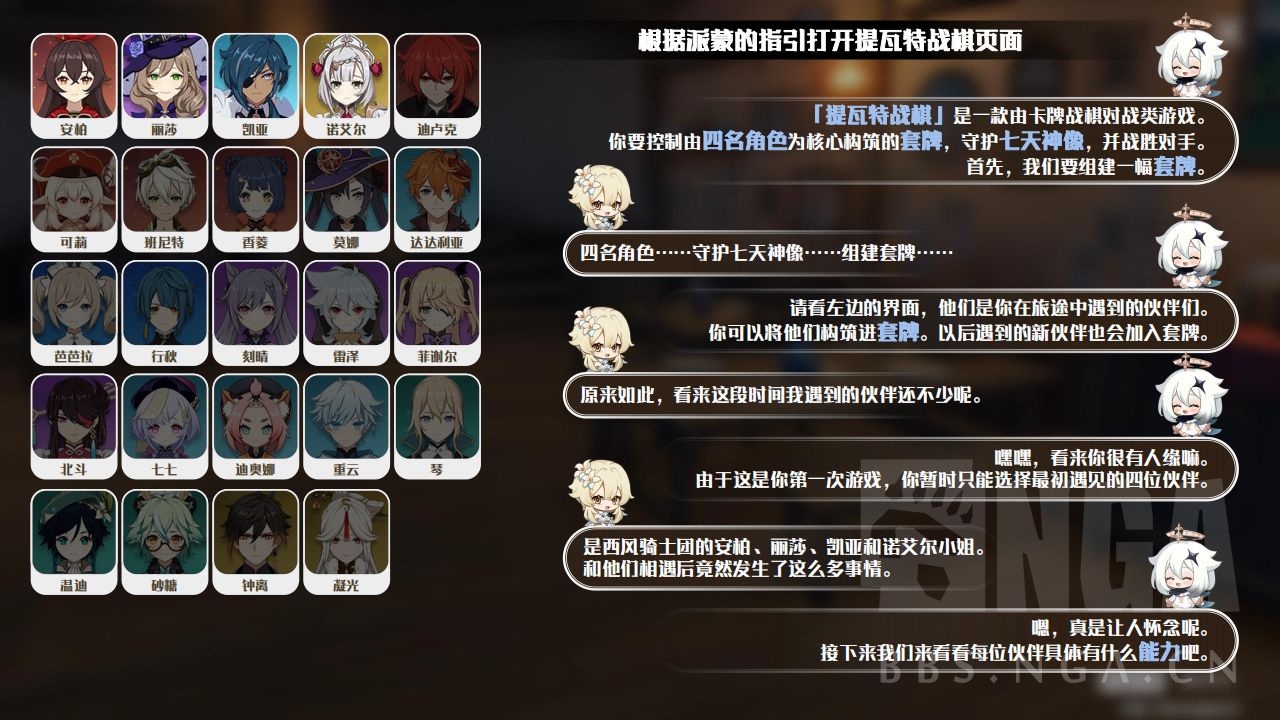 安柏
丽莎
凯亚
诺艾尔
迪卢克
可莉
班尼特
香菱
莫娜
达达利亚
芭芭拉
行秋
刻晴
雷泽
菲谢尔
北斗
七七
迪奥娜
重云
琴
温迪
砂糖
钟离
凝光
根据派蒙的指引打开提瓦特战棋页面
「提瓦特战棋」是一款由卡牌战棋对战类游戏。
你要控制由四名角色为核心构筑的套牌，守护七天神像，并战胜对手。
首先，我们要组建一幅套牌。
四名角色……守护七天神像……组建套牌……
请看左边的界面，他们是你在旅途中遇到的伙伴们。
你可以将他们构筑进套牌。以后遇到的新伙伴也会加入套牌。
原来如此，看来这段时间我遇到的伙伴还不少呢。
嘿嘿，看来你很有人缘嘛。
由于这是你第一次游戏，你暂时只能选择最初遇见的四位伙伴。
是西风骑士团的安柏、丽莎、凯亚和诺艾尔小姐。
和他们相遇后竟然发生了这么多事情。
嗯，真是让人怀念呢。
接下来我们来看看每位伙伴具体有什么能力吧。
NGA
BBS.NGA.CN